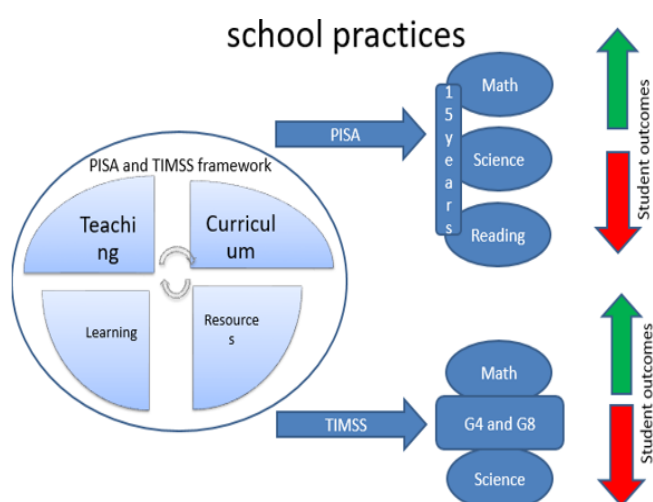 school practices
PISA and TIMSS framework
Teachi
ng
Curricul
um
Learning
Resource
s
PISA
1
5
y
e
a
r
s
Math
Science
Reading
Student outcomes
TIMSS
Math
G4 and G8
Science
Student outcomes